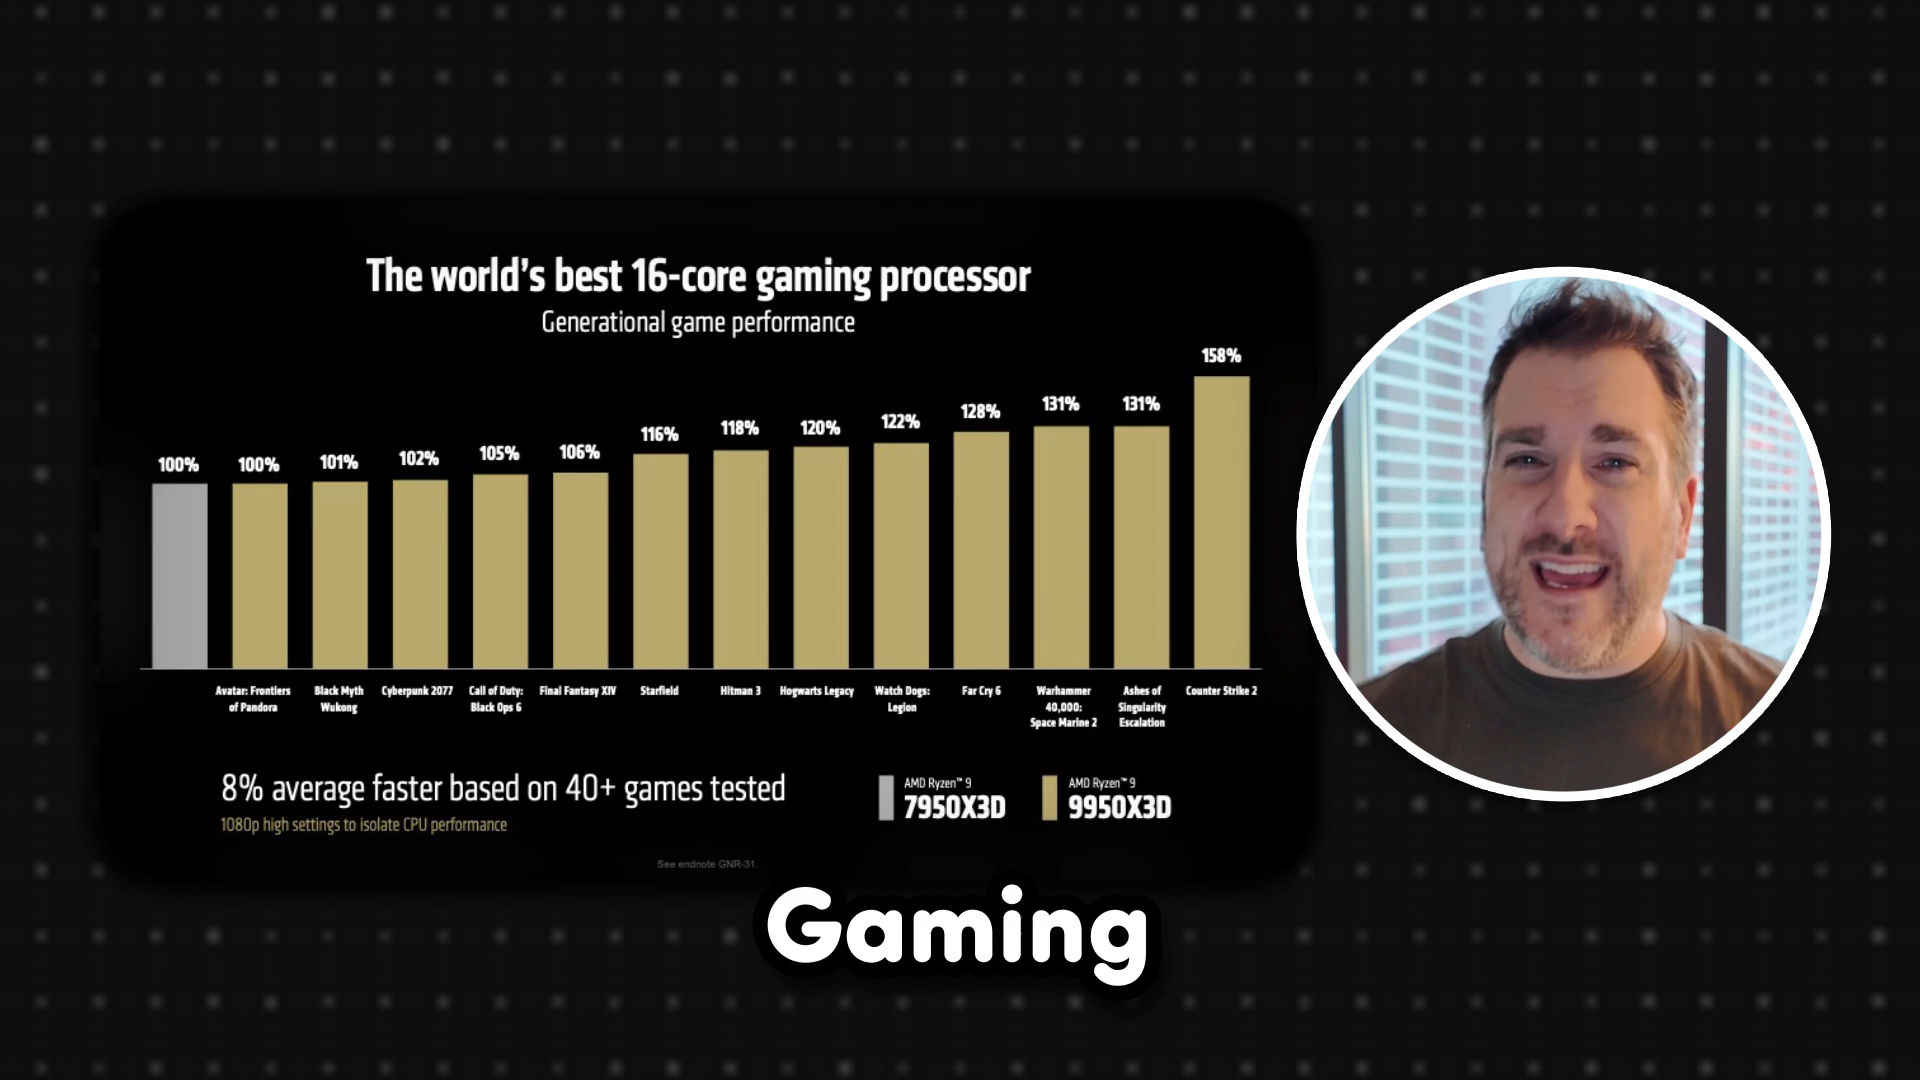 The world's best 16-core gaming processor
Generational game performance
158%
131%
131%
128%
122%
120%
118%
116%
106%
105%
102%
101%
100%
100%
Avatar: Frontiers
of Pandora
Black Myth
Wukong
Cyberpunk 2077
Call of Duty:
Black Ops 6
Final Fantasy XIV
Starfield
Hitman 3
Hogwarts Legacy
Watch Dogs:
Legion
Far Cry 6
Warhammer
40,000:
Space Marine 2
Ashes of
Singularity
Escalation
Counter Strike 2
8% average faster based on 40+ games tested
1080p high settings to isolate CPU performance
AMD Ryzen™ 9
7950X3D
AMD Ryzen™ 9
9950X3D
See endnote GNR-31.
Gaming